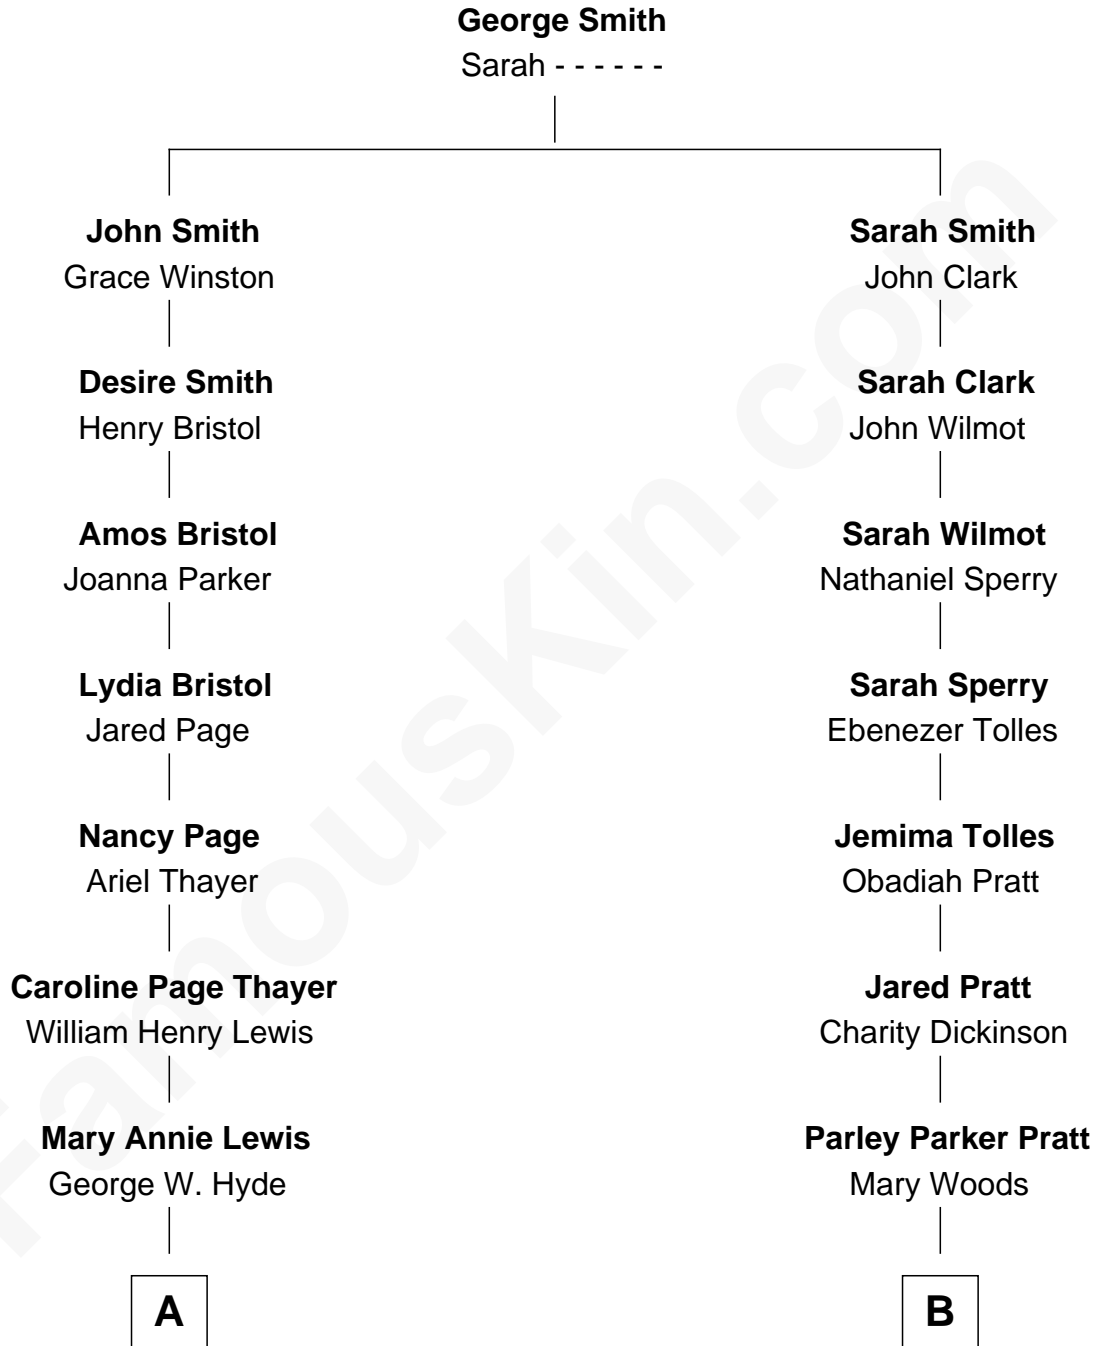 George Smith
Sarah - - - - - -
John Smith
Grace Winston
Sarah Smith
John Clark
Desire Smith
Henry Bristol
Sarah Clark
John Wilmot
Amos Bristol
Joanna Parker
Sarah Wilmot
Nathaniel Sperry
Lydia Bristol
Jared Page
Sarah Sperry
Ebenezer Tolles
Nancy Page
Ariel Thayer
Jemima Tolles
Obadiah Pratt
Caroline Page Thayer
William Henry Lewis
Jared Pratt
Charity Dickinson
Mary Annie Lewis
George W. Hyde
Parley Parker Pratt
Mary Woods
A
B
FamousKin.com